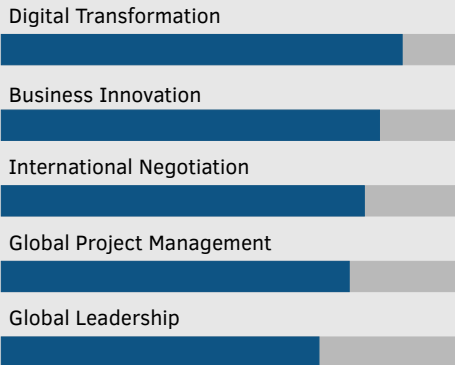 Digital Transformation
Business Innovation
International Negotiation
Global Project Management
Global Leadership